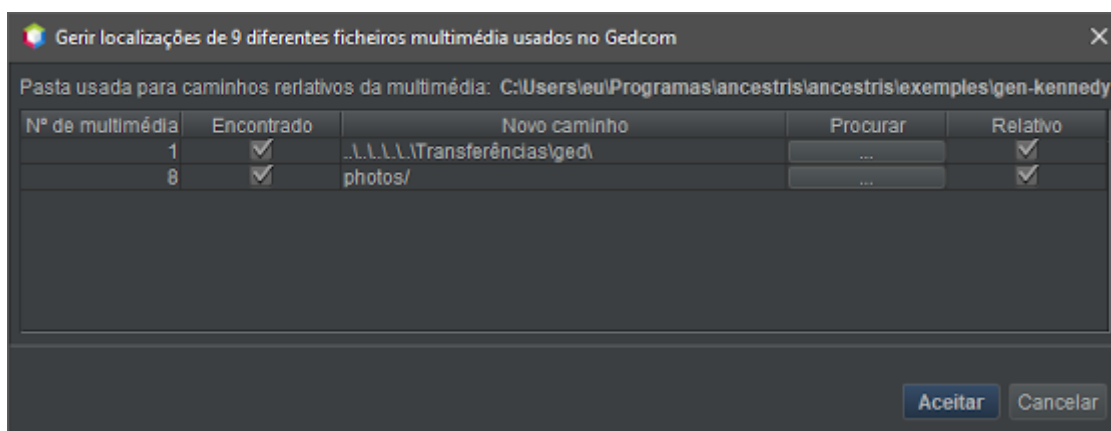 Gerir localizações de 9 diferentes ficheiros multimédia usados no Gedcom
Pasta usada para caminhos rerlativos da multimédia: C:\Users\eu\Programas\ancestris\ancestris\exemples\gen-kennedy
Nº de multimédia Encontrado Novo caminho Procurar Relativo
1 ..\..\..\..\..\Transferências\ged\ ...
8 photos/ ...
Aceitar Cancelar